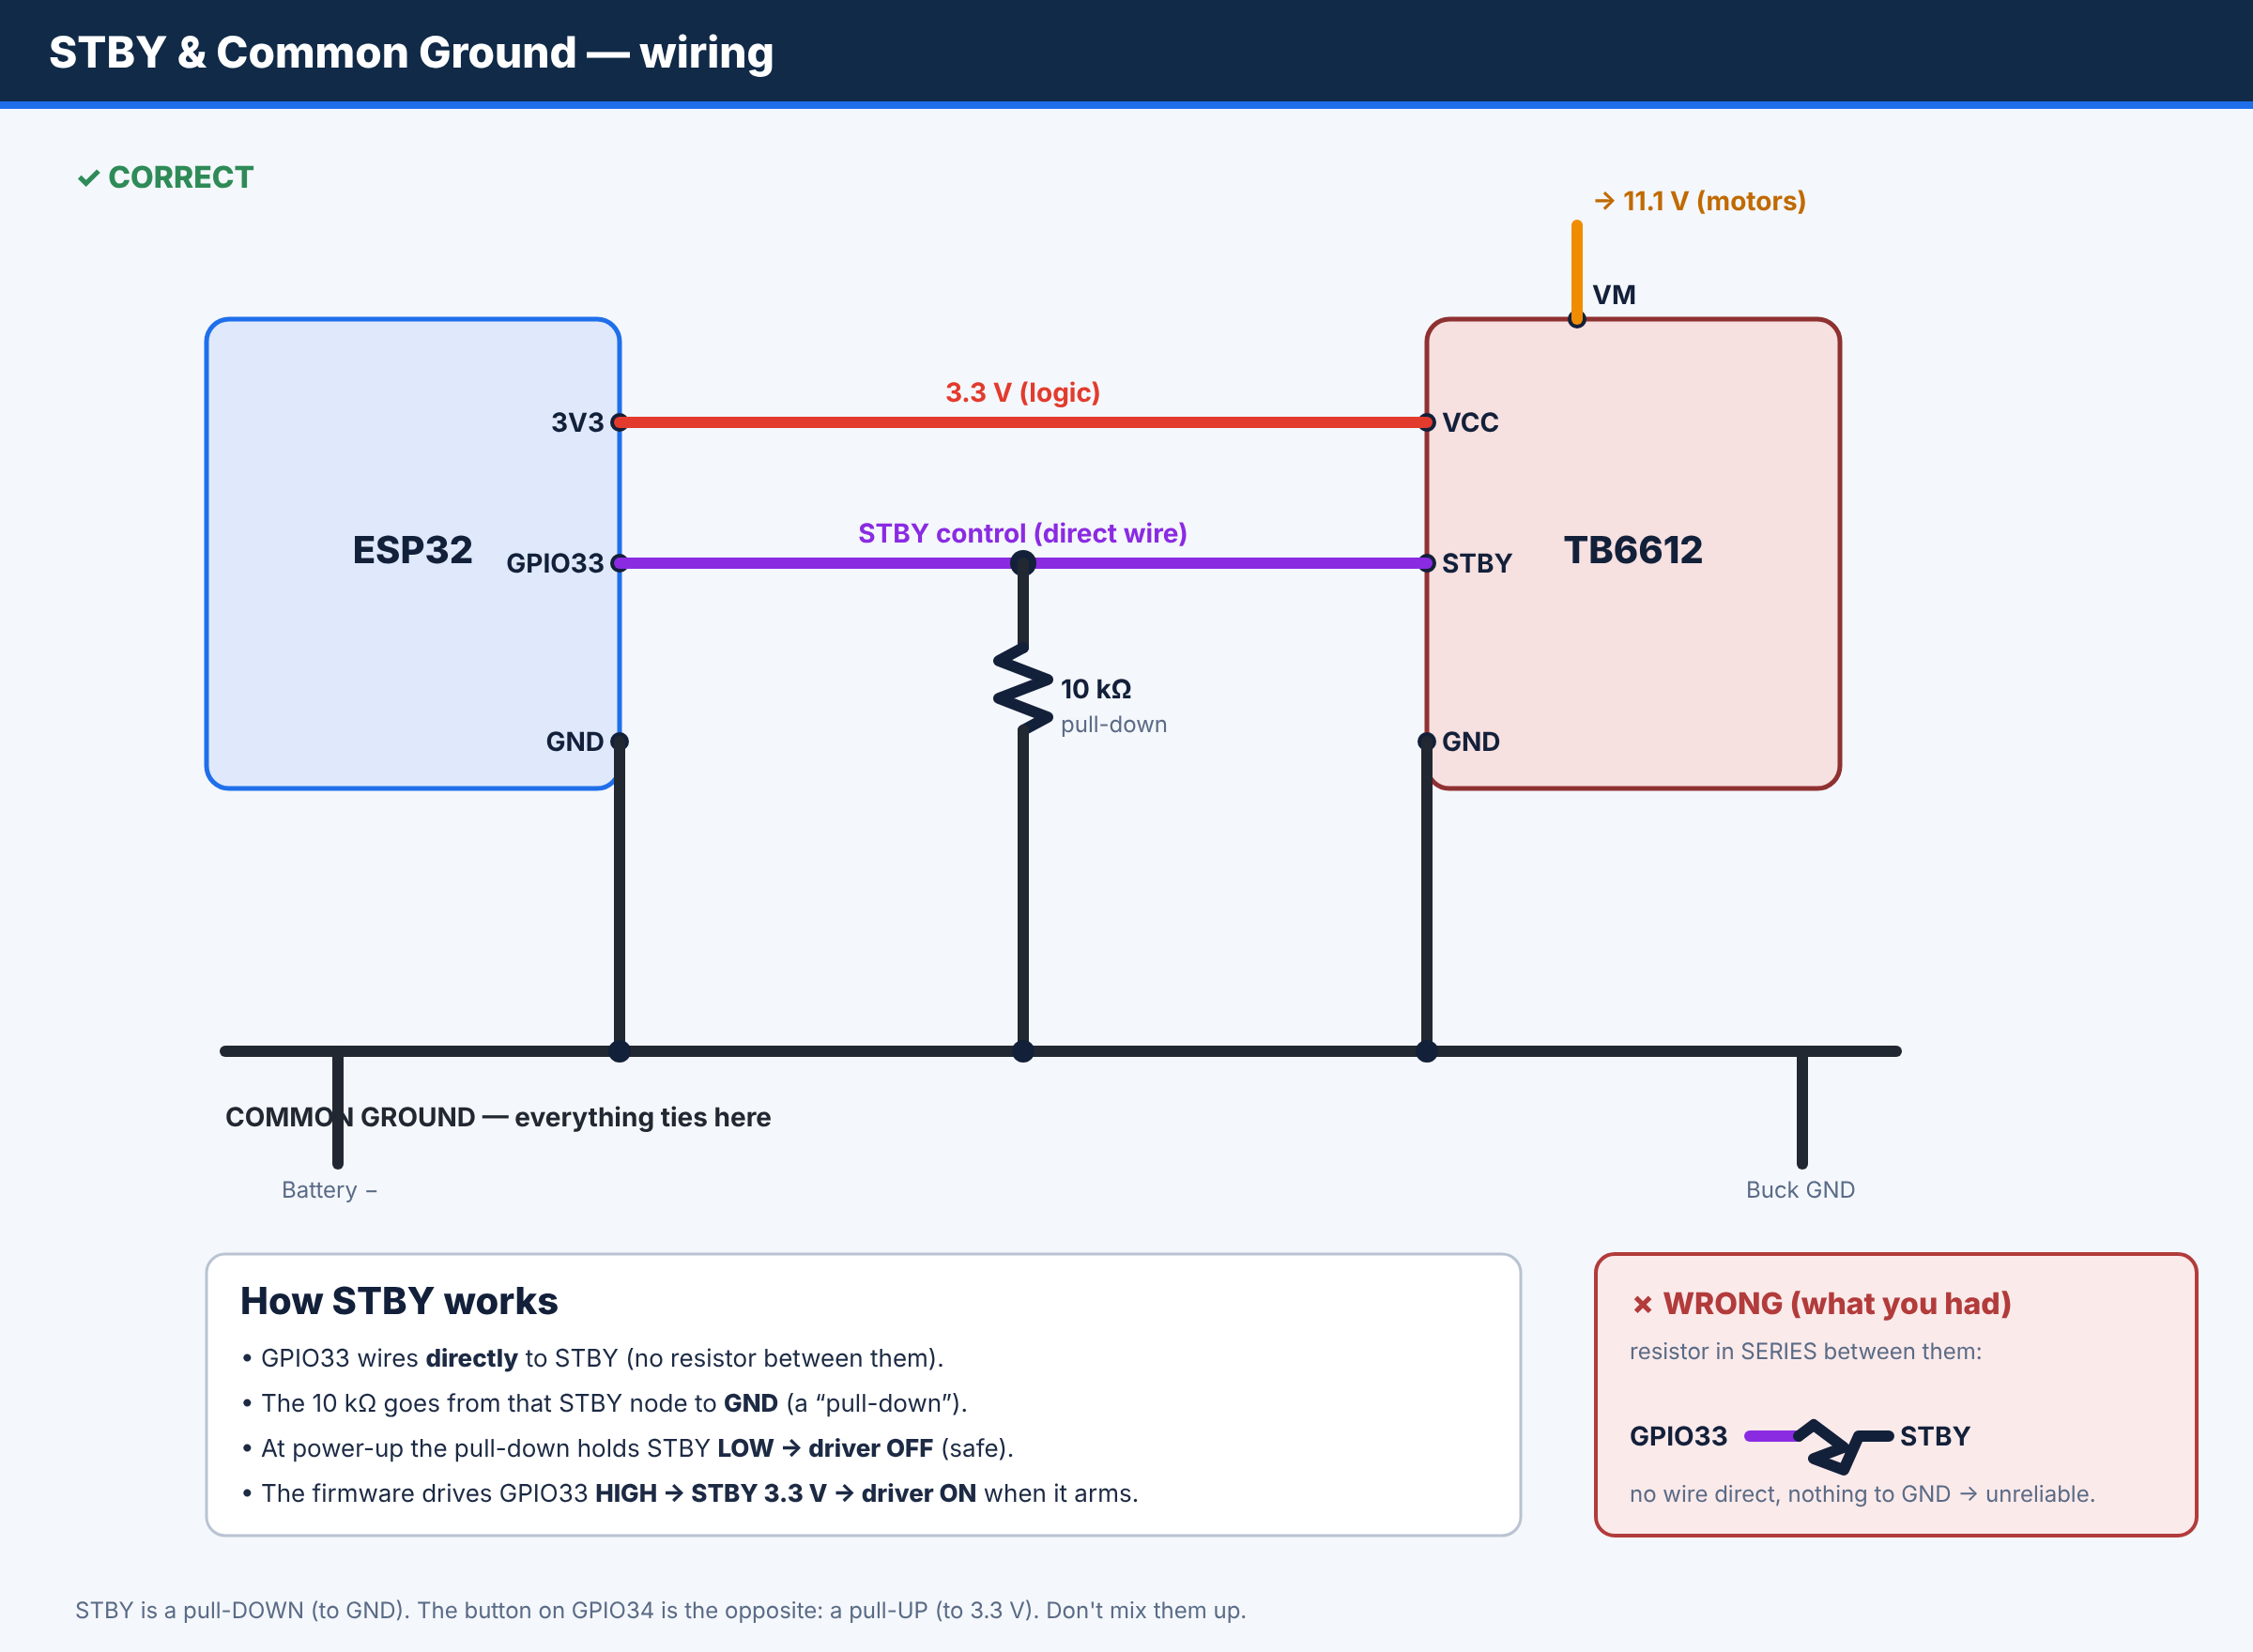 STBY & Common Ground — wiring
✓ CORRECT
→ 11.1 V (motors)
VM
3.3 V (logic)
3V3
VCC
STBY control (direct wire)
ESP32
GPIO33
STBY
TB6612
10 kΩ
pull-down
GND
GND
COMMON GROUND — everything ties here
Battery –
Buck GND
How STBY works
• GPIO33 wires directly to STBY (no resistor between them).
• The 10 kΩ goes from that STBY node to GND (a “pull-down”).
• At power-up the pull-down holds STBY LOW → driver OFF (safe).
• The firmware drives GPIO33 HIGH → STBY 3.3 V → driver ON when it arms.
× WRONG (what you had)
resistor in SERIES between them:
GPIO33
STBY
no wire direct, nothing to GND → unreliable.
STBY is a pull-DOWN (to GND). The button on GPIO34 is the opposite: a pull-UP (to 3.3 V). Don't mix them up.